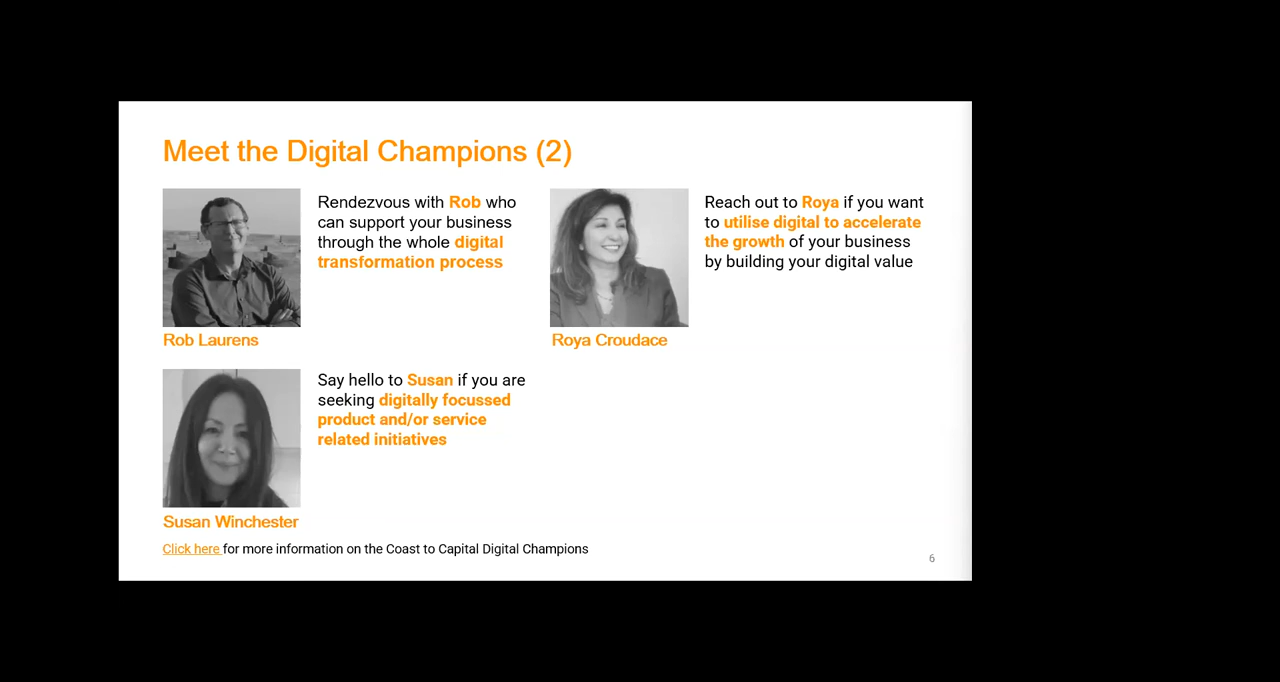 Meet the Digital Champions (2)
Rendezvous with Rob who
can support your business
through the whole digital
transformation process
Rob Laurens
Reach out to Roya if you want
to utilise digital to accelerate
the growth of your business
by building your digital value
Roya Croudace
Say hello to Susan if you are
seeking digitally focussed
product and/or service
related initiatives
Susan Winchester
Click here for more information on the Coast to Capital Digital Champions
6